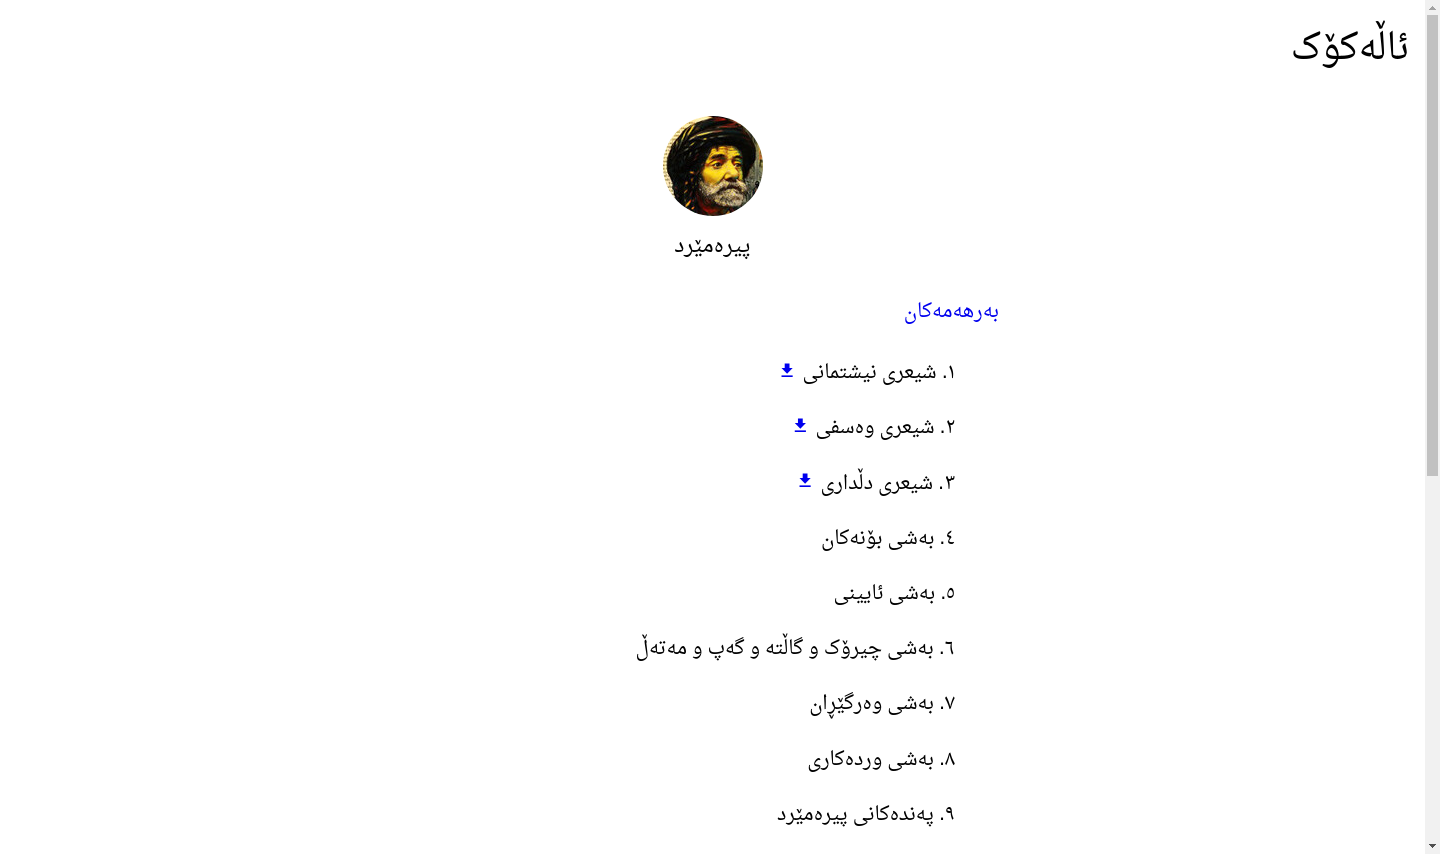 ئاڵەکۆک
پیرەمێرد
بەرهەمەکان
١. شیعری نیشتمانی
٢. شیعری وەسفی
٣. شیعری دڵداری
٤. بەشی بۆنەکان
٥. بەشی ئایینی
٦. بەشی چیرۆک و گاڵتە و گەپ و مەتەڵ
٧. بەشی وەرگێڕان
٨. بەشی وردەکاری
٩. پەندەکانی پیرەمێرد